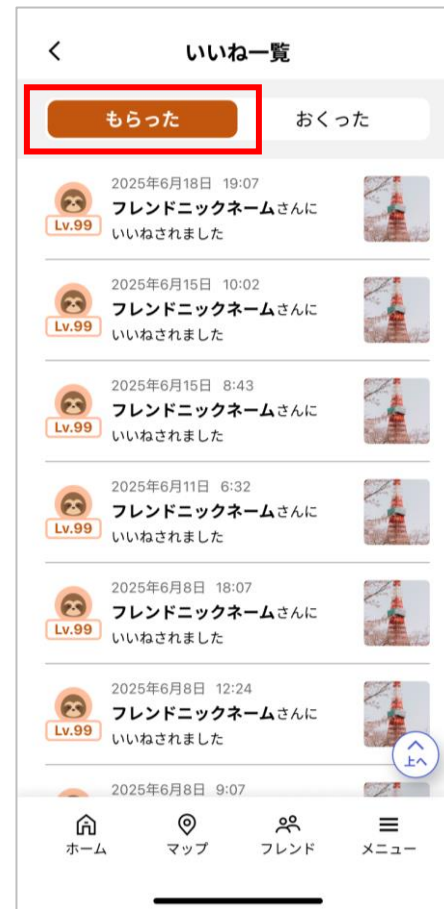 いいね一覧
もらった
おくった
2025年6月18日 19:07
フレンドニックネームさんに
いいねされました
Lv.99
2025年6月15日 10:02
フレンドニックネームさんに
いいねされました
Lv.99
2025年6月15日 8:43
フレンドニックネームさんに
いいねされました
Lv.99
2025年6月11日 6:32
フレンドニックネームさんに
いいねされました
Lv.99
2025年6月8日 18:07
フレンドニックネームさんに
いいねされました
Lv.99
2025年6月8日 12:24
フレンドニックネームさんに
いいねされました
Lv.99
上へ
2025年6月8日 9:07
ホーム
マップ
フレンド
メニュー